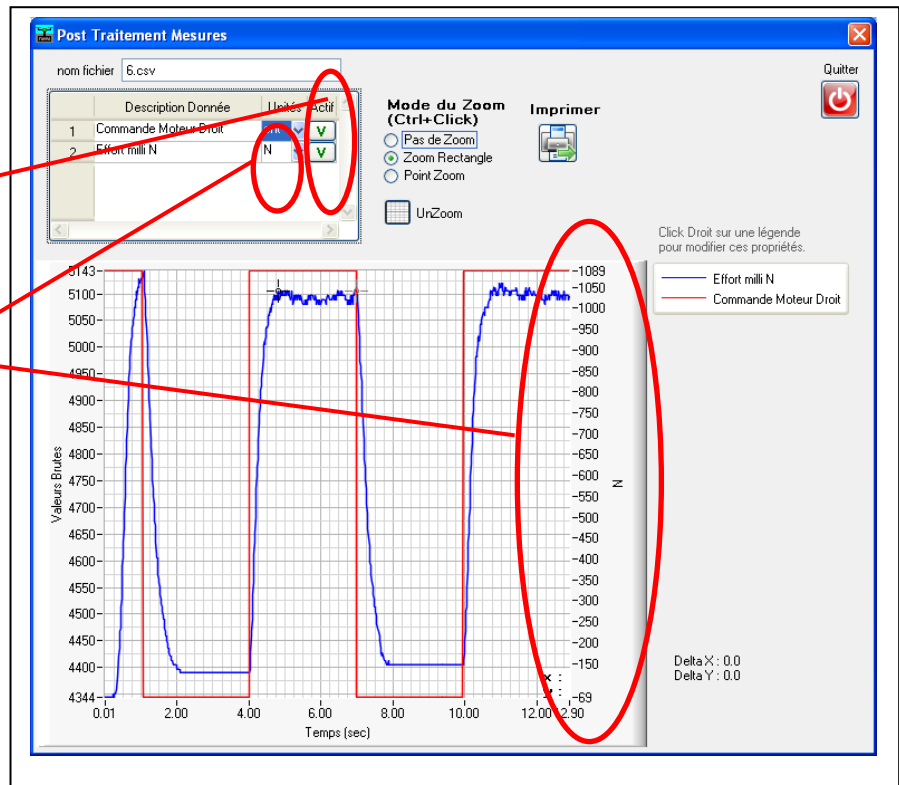 Post Traitement Mesures
nom fichier 6.csv
Quitter
Description Donnée Unités Actif
1 Commande Moteur Droit V
2 Effort milli N N V
Mode du Zoom
(Ctrl+Click)
Pas de Zoom
Zoom Rectangle
Point Zoom
UnZoom
Imprimer
Click Droit sur une légende
pour modifier ces propriétés.
Effort milli N
Commande Moteur Droit
Valeurs Brutes
5143
5100
5050
5000
4950
4900
4850
4800
4750
4700
4650
4600
4550
4500
4450
4400
4344
1089
1050
1000
950
900
850
800
750
700
650
600
550
500
450
400
350
300
250
200
150
69
N
x :
0.01 2.00 4.00 6.00 8.00 10.00 12.00 12.90
Temps (sec)
Delta X : 0.0
Delta Y : 0.0